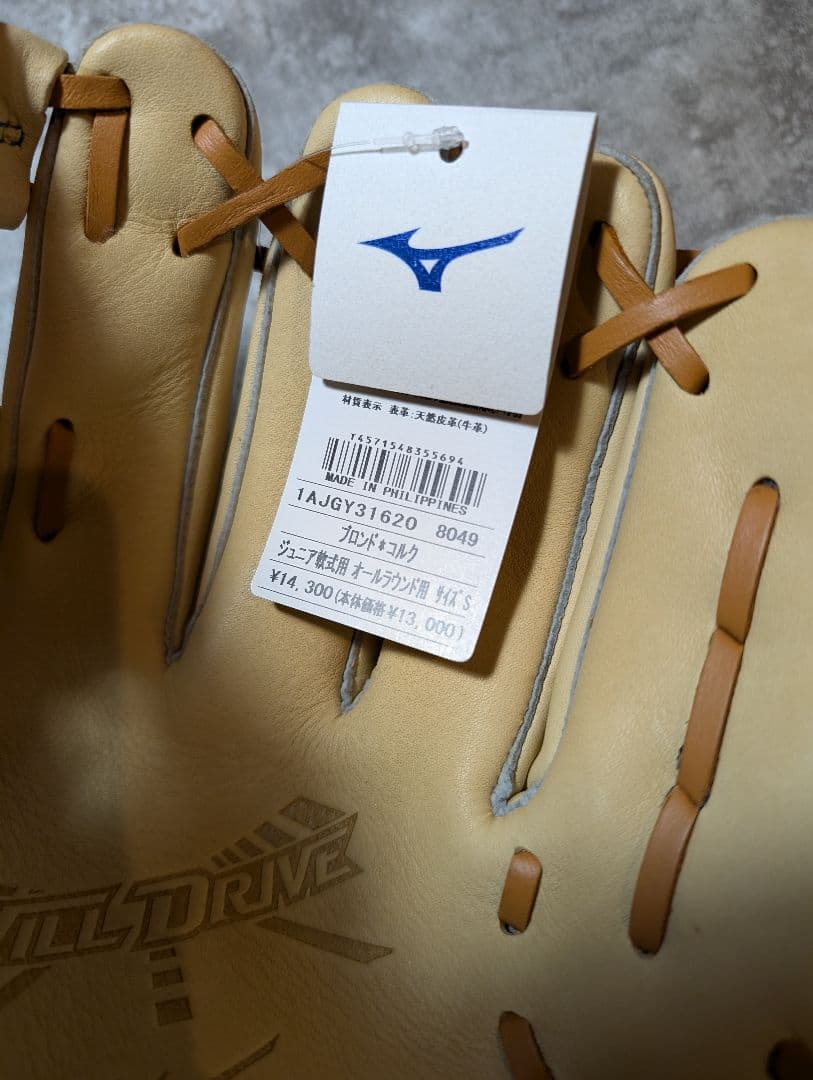 材質表示 表革:天然皮革(牛革)
T4571548355694
MADE IN PHILIPPINES
1AJGY31620 8049
ブロンド*コルク
ジュニア軟式用 オールラウンド用 サイズS
¥14,300(本体価格¥13,000)
ILL DRIVE